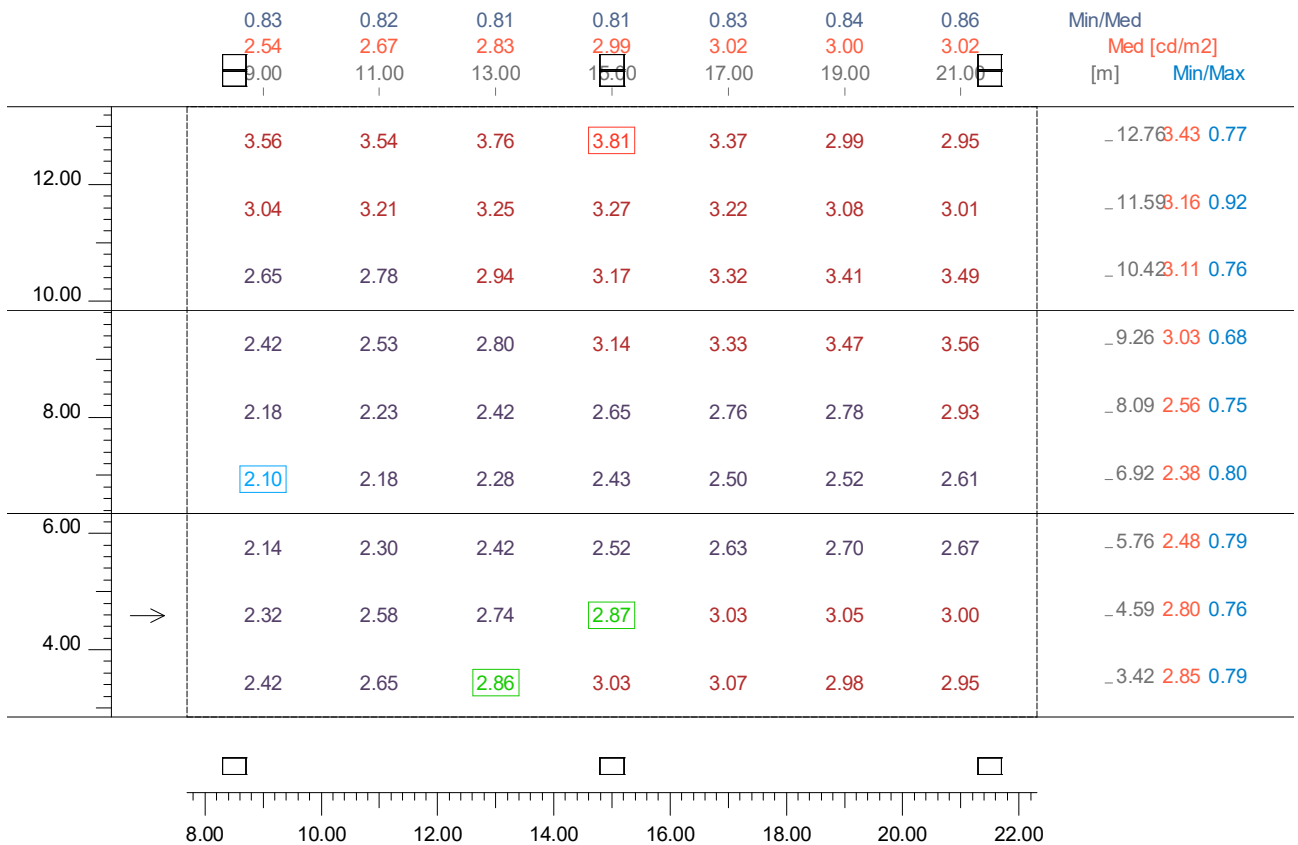 0.83 0.82 0.81 0.81 0.83 0.84 0.86 Min/Med
2.54 2.67 2.83 2.99 3.02 3.00 3.02 Med [cd/m2]
9.00 11.00 13.00 15.00 17.00 19.00 21.00 [m] Min/Max
3.56 3.54 3.76 3.81 3.37 2.99 2.95 12.76 3.43 0.77
12.00
3.04 3.21 3.25 3.27 3.22 3.08 3.01 11.59 3.16 0.92
2.65 2.78 2.94 3.17 3.32 3.41 3.49 10.42 3.11 0.76
10.00
2.42 2.53 2.80 3.14 3.33 3.47 3.56 9.26 3.03 0.68
8.00 2.18 2.23 2.42 2.65 2.76 2.78 2.93 8.09 2.56 0.75
2.10 2.18 2.28 2.43 2.50 2.52 2.61 6.92 2.38 0.80
6.00
2.14 2.30 2.42 2.52 2.63 2.70 2.67 5.76 2.48 0.79
2.32 2.58 2.74 2.87 3.03 3.05 3.00 4.59 2.80 0.76
4.00
2.42 2.65 2.86 3.03 3.07 2.98 2.95 3.42 2.85 0.79
8.00 10.00 12.00 14.00 16.00 18.00 20.00 22.00